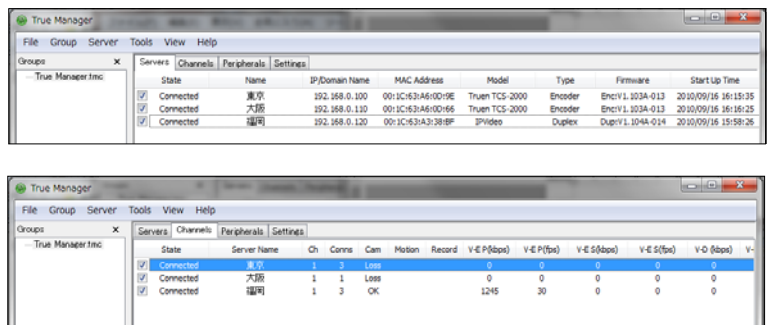 True Manager
File Group Server Tools View Help
Groups x Servers Channels Peripherals Settings
True Manager.tmc State Name IP/Domain Name MAC Address Model Type Firmware Start Up Time
Connected 東京 192.168.0.100 00:1C:63:A6:0D:9E Truen TCS-2000 Encoder Enc:V1.103A-013 2010/09/16 16:15:35
Connected 大阪 192.168.0.110 00:1C:63:A6:0D:66 Truen TCS-2000 Encoder Enc:V1.103A-013 2010/09/16 16:16:25
Connected 福岡 192.168.0.120 00:1C:63:A3:38:BF IPVideo Duplex Dup:V1.104A-014 2010/09/16 15:58:26
True Manager
File Group Server Tools View Help
Groups x Servers Channels Peripherals Settings
True Manager.tmc State Server Name Ch Conns Cam Motion Record V-E P(kbps) V-E P(fps) V-E S(kbps) V-E S(fps) V-D (kbps) V-
Connected 東京 1 3 Loss 0 0 0 0 0
Connected 大阪 1 1 Loss 0 0 0 0 0
Connected 福岡 1 3 OK 1245 30 0 0 0